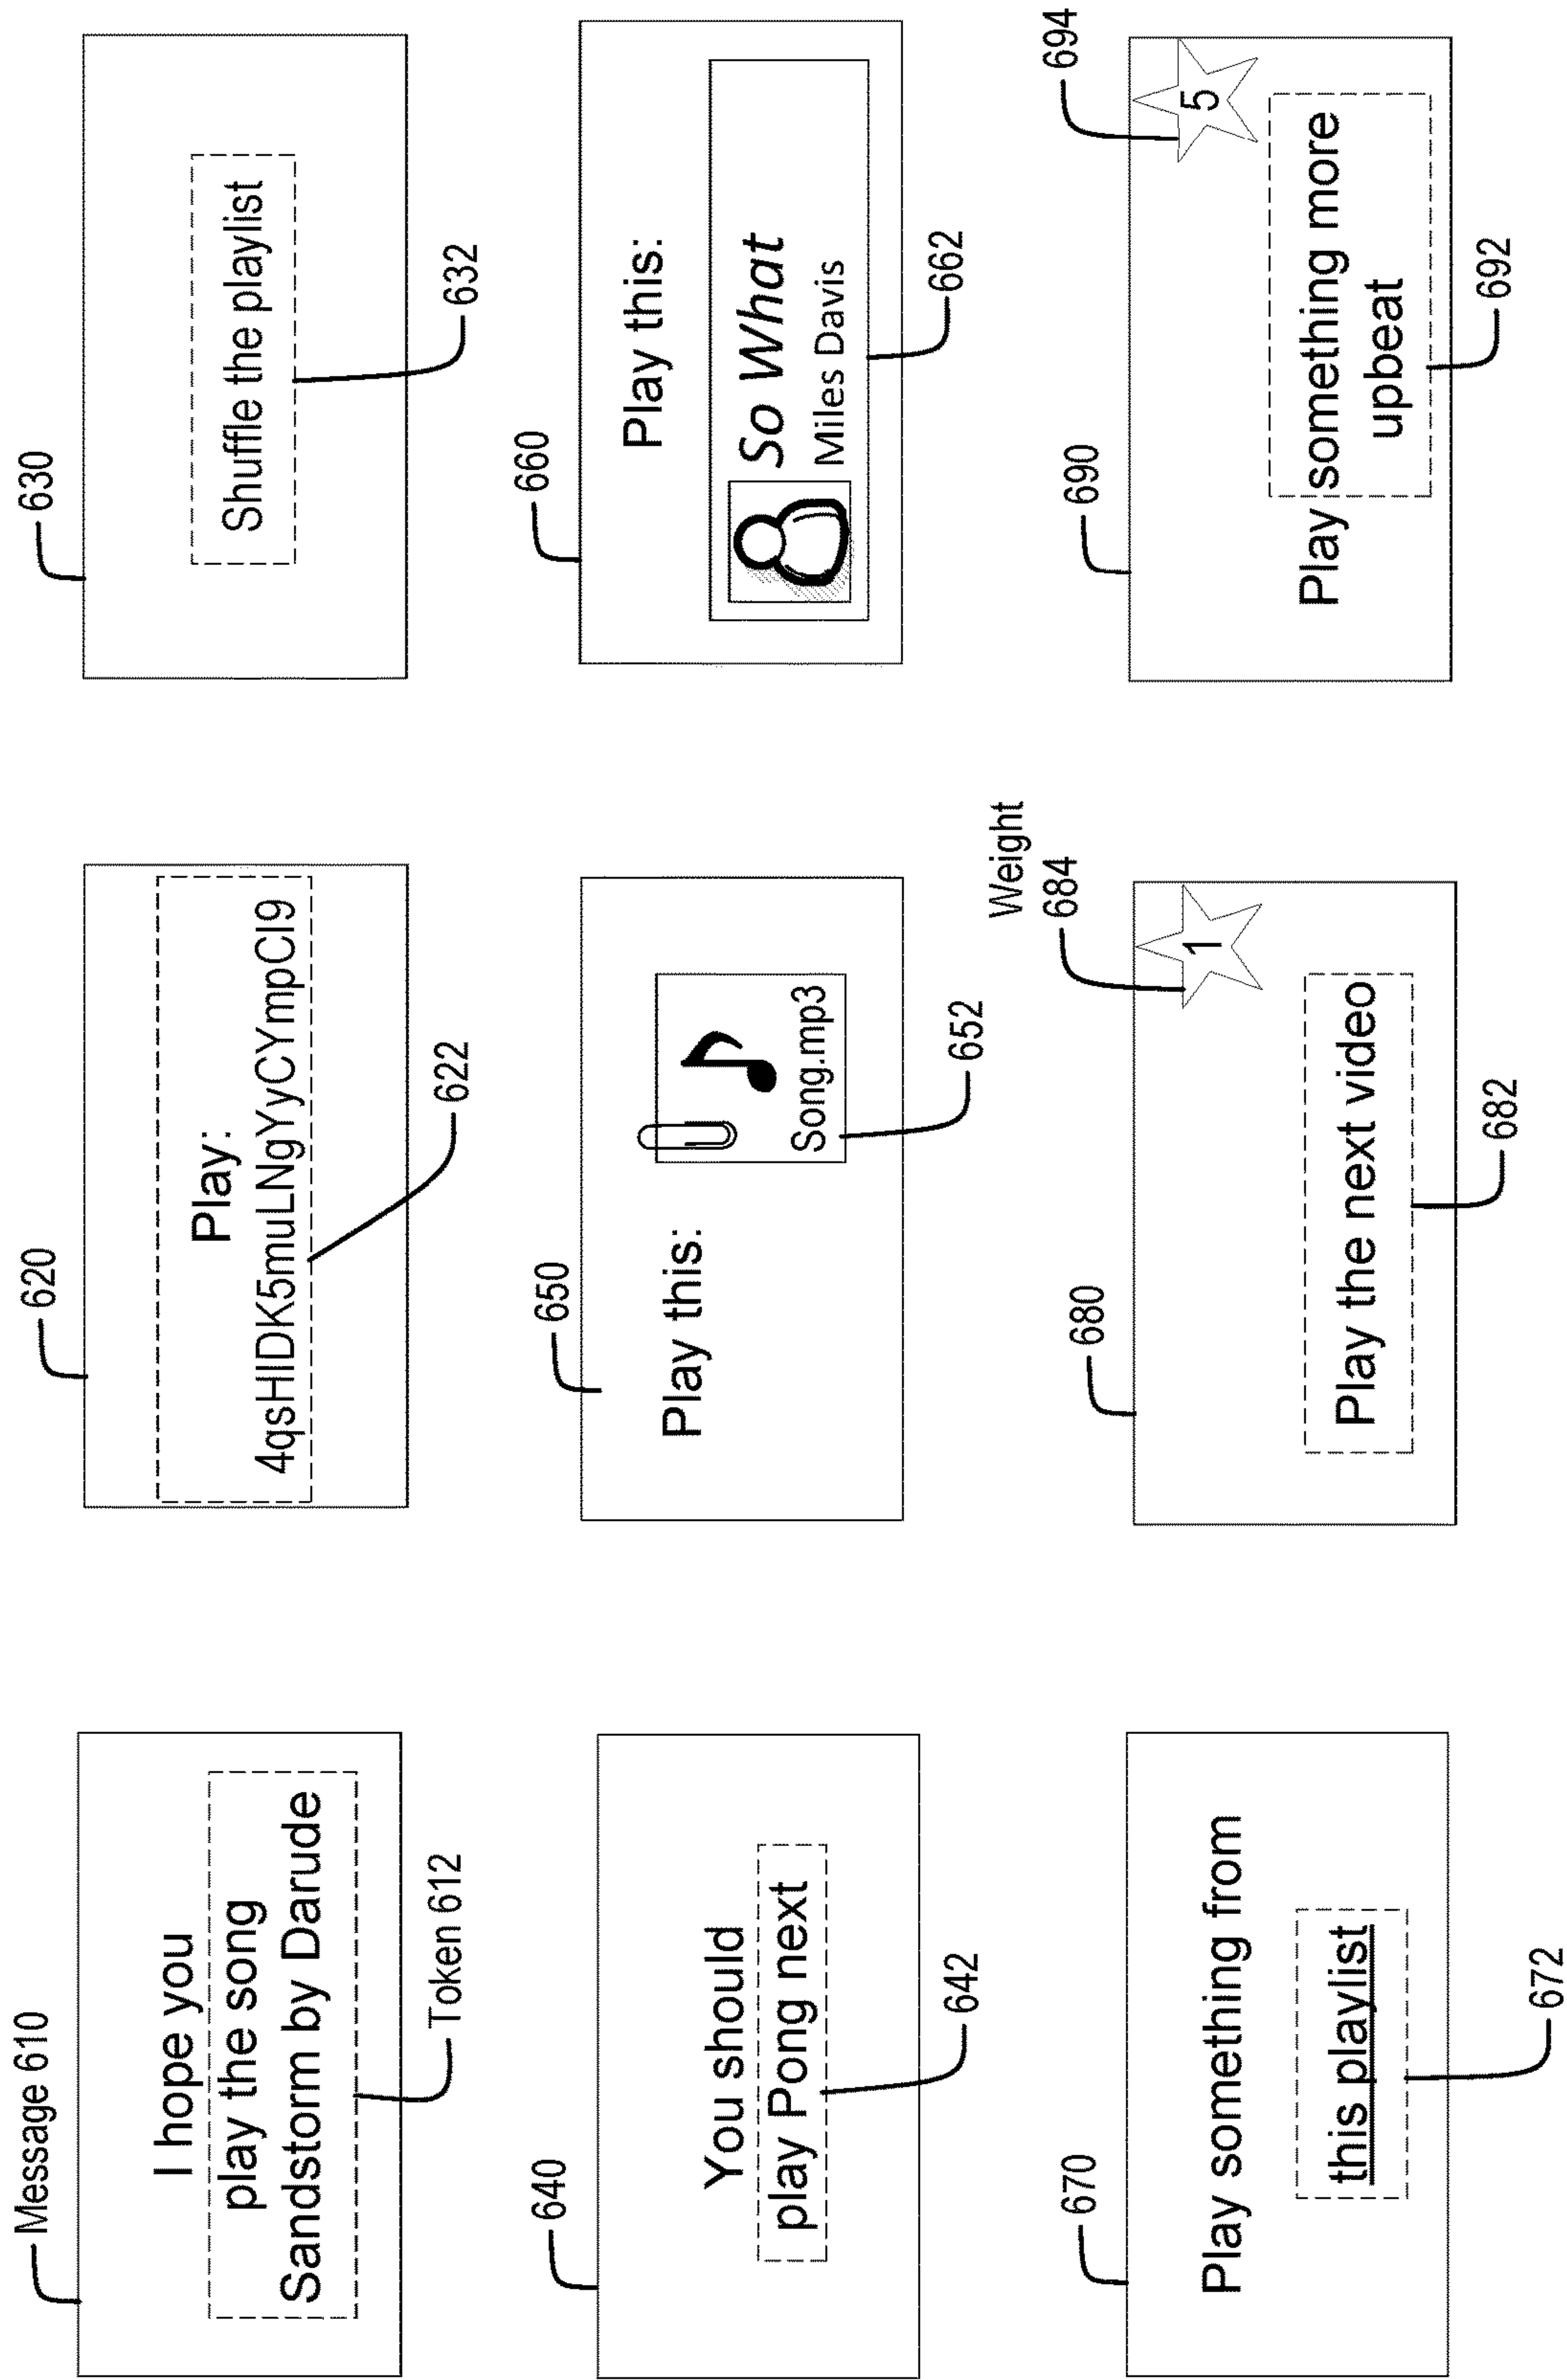 Message 610
I hope you
play the song
Sandstorm by Darude
Token 612
620
Play:
4qsHIDK5muLNgYyCYmpCI9
622
630
Shuffle the playlist
632
640
You should
play Pong next
642
650
Play this:
Song.mp3
652
660
Play this:
So What
Miles Davis
662
670
Play something from
this playlist
672
680
Weight
684
1
Play the next video
682
690
694
5
Play something more
upbeat
692